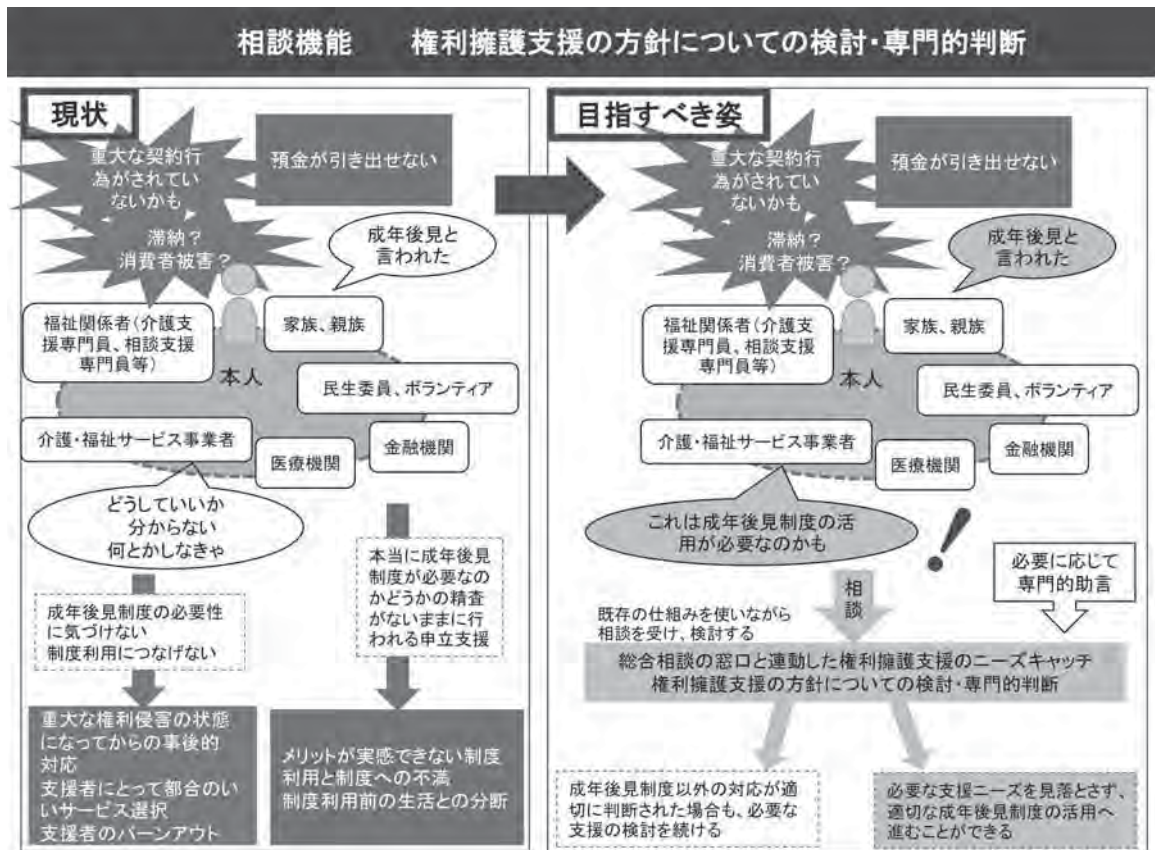 相談機能　権利擁護支援の方針についての検討・専門的判断
現状
重大な契約行
為がされてい
ないかも
預金が引き出せない
滞納？
消費者被害？
成年後見と
言われた
福祉関係者（介護支
援専門員、相談支援
専門員等）
家族、親族
本人
民生委員、ボランティア
介護・福祉サービス事業者
医療機関
金融機関
どうしていいか
分からない
何とかしなきゃ
成年後見制度の必要性
に気づけない
制度利用につなげない
本当に成年後見
制度が必要なの
かどうかの精査
がないままに行
われる申立支援
重大な権利侵害の状態
になってからの事後的
対応
支援者にとって都合のい
いサービス選択
支援者のバーンアウト
メリットが実感できない制度
利用と制度への不満
制度利用前の生活との分断
目指すべき姿
重大な契約行
為がされてい
ないかも
預金が引き出せない
滞納？
消費者被害？
成年後見と
言われた
福祉関係者（介護支
援専門員、相談支援
専門員等）
家族、親族
本人
民生委員、ボランティア
介護・福祉サービス事業者
医療機関
金融機関
これは成年後見制度の活
用が必要なのかも
！
相談
必要に応じて
専門的助言
既存の仕組みを使いながら
相談を受け、検討する
総合相談の窓口と連動した権利擁護支援のニーズキャッチ
権利擁護支援の方針についての検討・専門的判断
成年後見制度以外の対応が適
切に判断された場合も、必要な
支援の検討を続ける
必要な支援ニーズを見落とさず、
適切な成年後見制度の活用へ
進むことができる